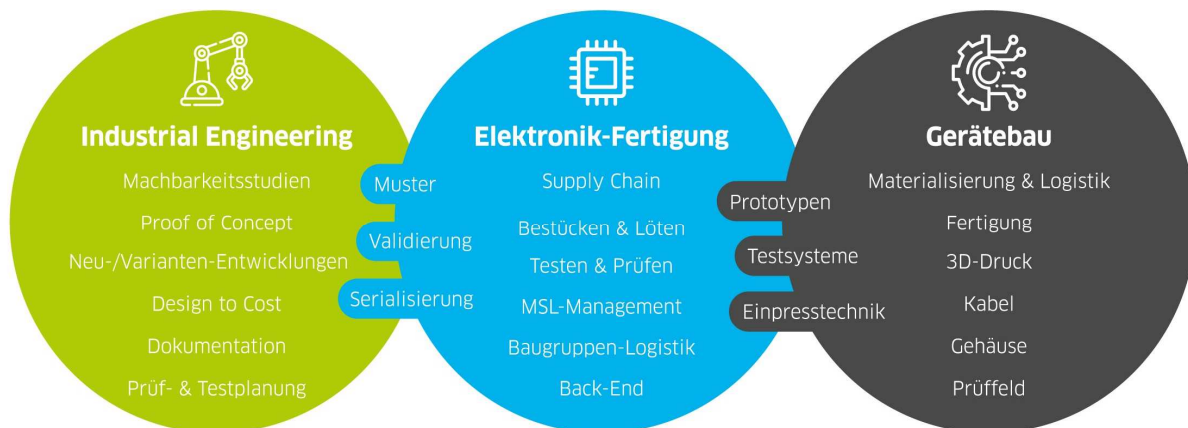 Industrial Engineering
Machbarkeitsstudien
Proof of Concept
Neu-/Varianten-Entwicklungen
Design to Cost
Dokumentation
Prüf- & Testplanung
Muster
Validierung
Serialisierung
Elektronik-Fertigung
Supply Chain
Bestücken & Löten
Testen & Prüfen
MSL-Management
Baugruppen-Logistik
Back-End
Prototypen
Testsysteme
Einpresstechnik
Gerätebau
Materialisierung & Logistik
Fertigung
3D-Druck
Kabel
Gehäuse
Prüffeld